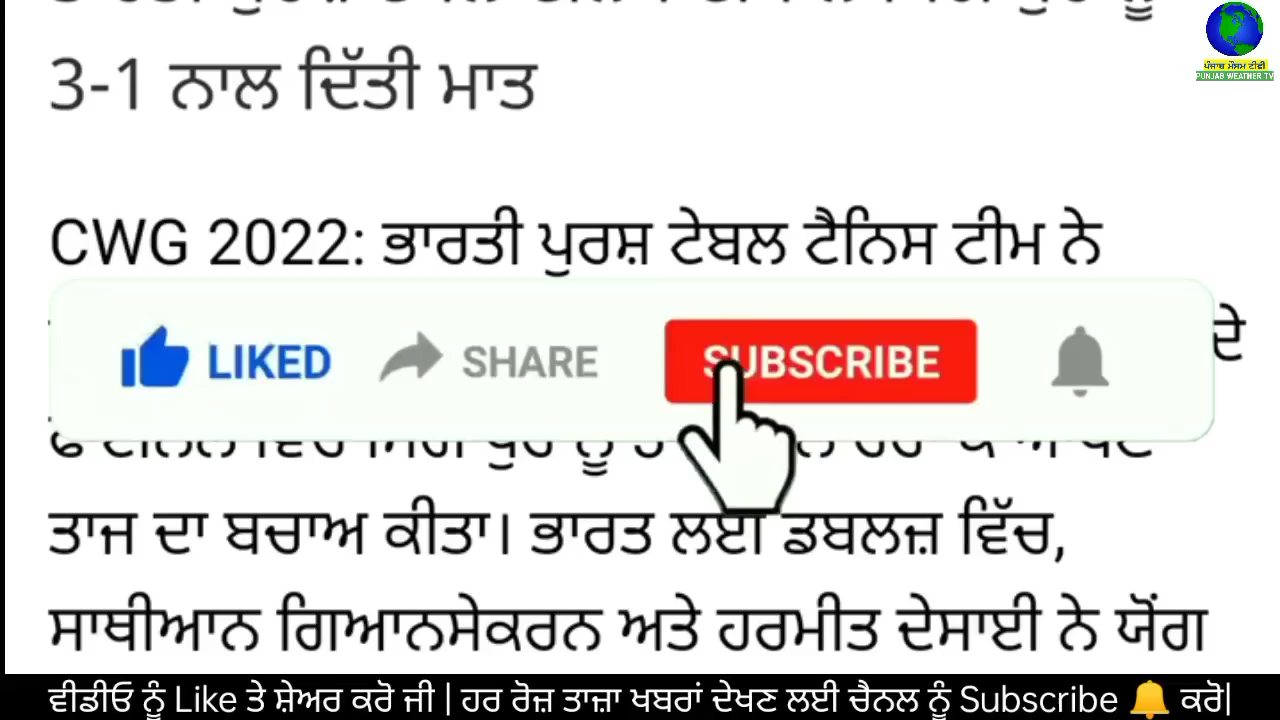 3-1 ਨਾਲ ਦਿੱਤੀ ਮਾਤ
ਪੰਜਾਬ ਮੌਸਮ ਟੀਵੀ
PUNJAB WEATHER TV
CWG 2022: ਭਾਰਤੀ ਪੁਰਸ਼ ਟੇਬਲ ਟੈਨਿਸ ਟੀਮ ਨੇ
ਦੇ
LIKED SHARE SUBSCRIBE
ਤਾਜ ਦਾ ਬਚਾਅ ਕੀਤਾ। ਭਾਰਤ ਲਈ ਡਬਲਜ਼ ਵਿੱਚ,
ਸਾਥੀਆਨ ਗਿਆਨਸੇਕਰਨ ਅਤੇ ਹਰਮੀਤ ਦੇਸਾਈ ਨੇ ਯੋਂਗ
ਵੀਡੀਓ ਨੂੰ Like ਤੇ ਸ਼ੇਅਰ ਕਰੋ ਜੀ | ਹਰ ਰੋਜ਼ ਤਾਜ਼ਾ ਖਬਰਾਂ ਦੇਖਣ ਲਈ ਚੈਨਲ ਨੂੰ Subscribe 🔔 ਕਰੋ|